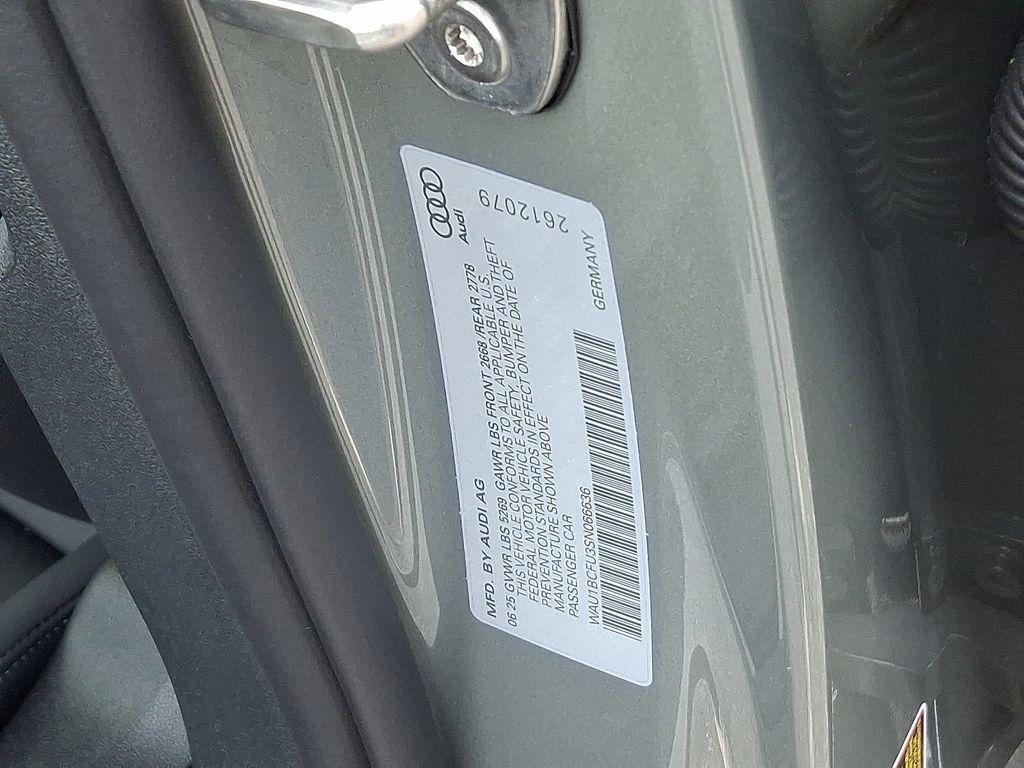 Audi
MFD. BY AUDI AG
06 25 GVWR LBS 5269 GAWR LBS FRONT 2668 /REAR 2778
THIS VEHICLE CONFORMS TO ALL APPLICABLE U.S.
FEDERAL MOTOR VEHICLE SAFETY, BUMPER AND THEFT
PREVENTION STANDARDS IN EFFECT ON THE DATE OF
MANUFACTURE SHOWN ABOVE
PASSENGER CAR
WAU1BCFU3SN066636
GERMANY
2612079